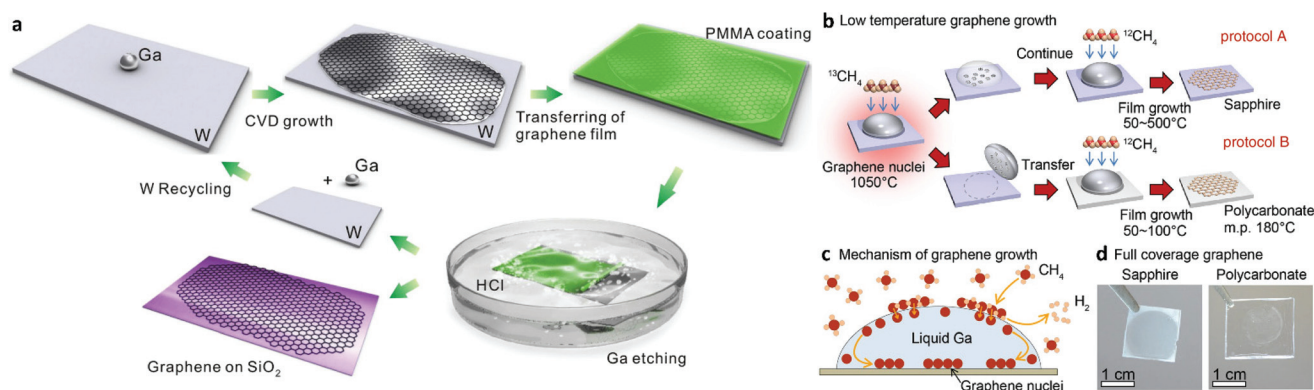 a
Ga
W
CVD growth
W
Transferring of
graphene film
PMMA coating
W Recycling
+ Ga
W
HCl
Ga etching
Graphene on SiO₂
b Low temperature graphene growth
¹³CH₄
Graphene nuclei
1050°C
Continue
¹²CH₄
protocol A
Film growth
50~500°C
Sapphire
Transfer
¹²CH₄
protocol B
Film growth
50~100°C
Polycarbonate
m.p. 180°C
c Mechanism of graphene growth
CH₄
H₂
Liquid Ga
Graphene nuclei
d Full coverage graphene
Sapphire
Polycarbonate
1 cm
1 cm